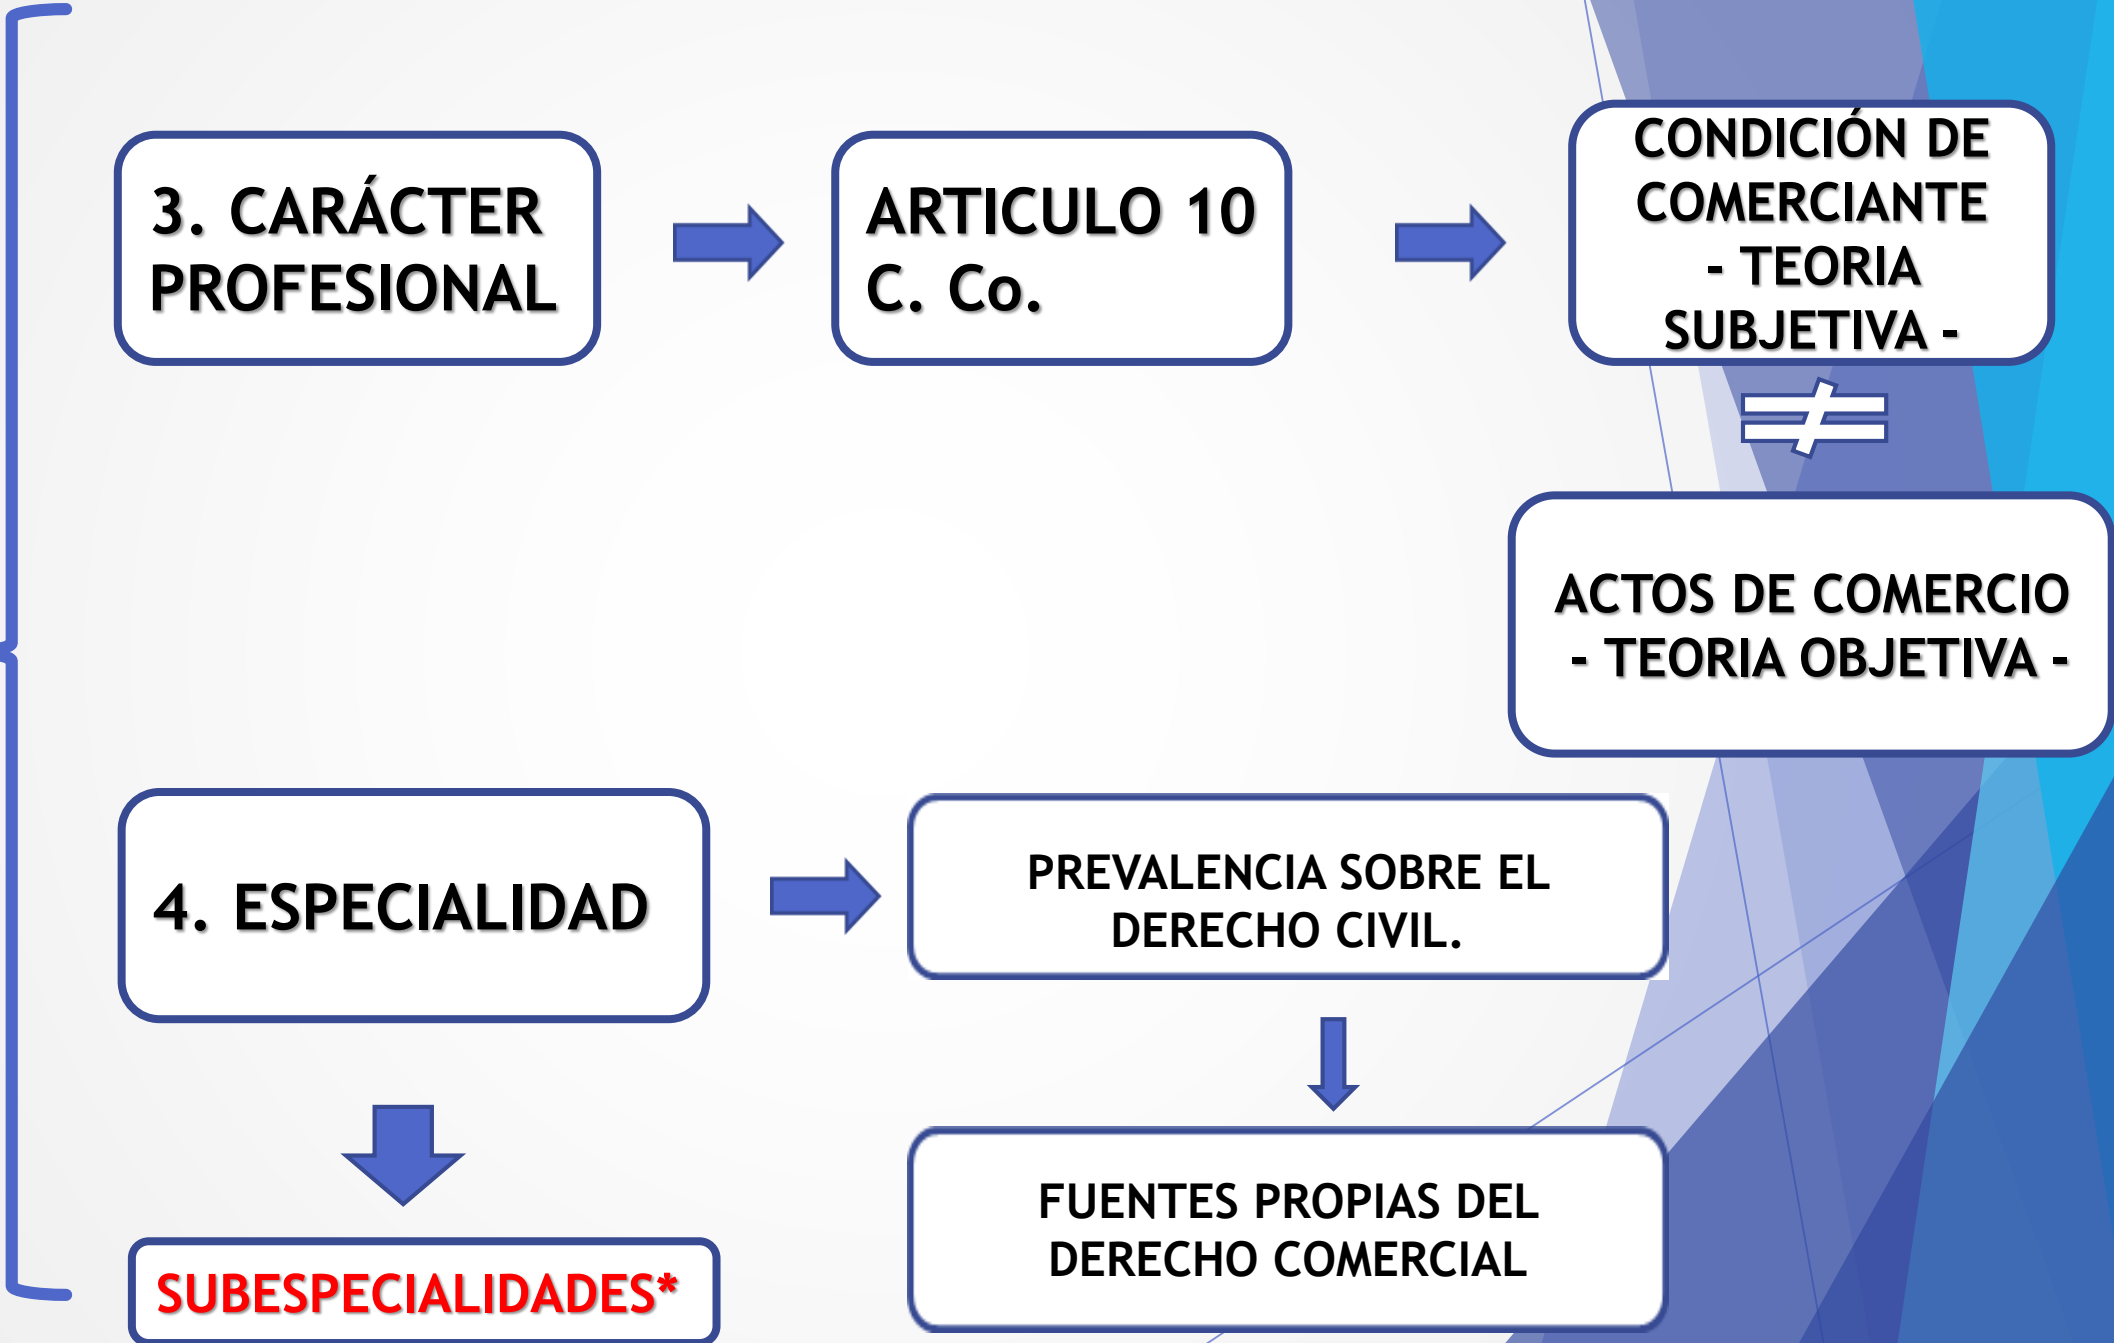 3. CARÁCTER
PROFESIONAL
ARTICULO 10
C. Co.
CONDICIÓN DE
COMERCIANTE
- TEORIA
SUBJETIVA -
ACTOS DE COMERCIO
- TEORIA OBJETIVA -
4. ESPECIALIDAD
PREVALENCIA SOBRE EL
DERECHO CIVIL.
FUENTES PROPIAS DEL
DERECHO COMERCIAL
SUBESPECIALIDADES*